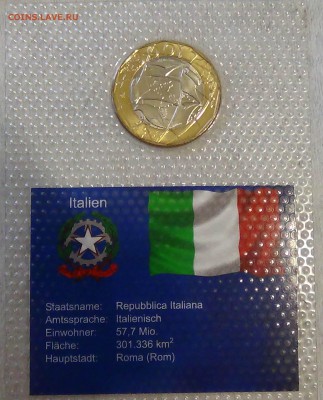 COINS.LAVE.RU
Italien
Staatsname: Repubblica Italiana
Amtssprache: Italienisch
Einwohner: 57,7 Mio.
Fläche: 301.336 km²
Hauptstadt: Roma (Rom)